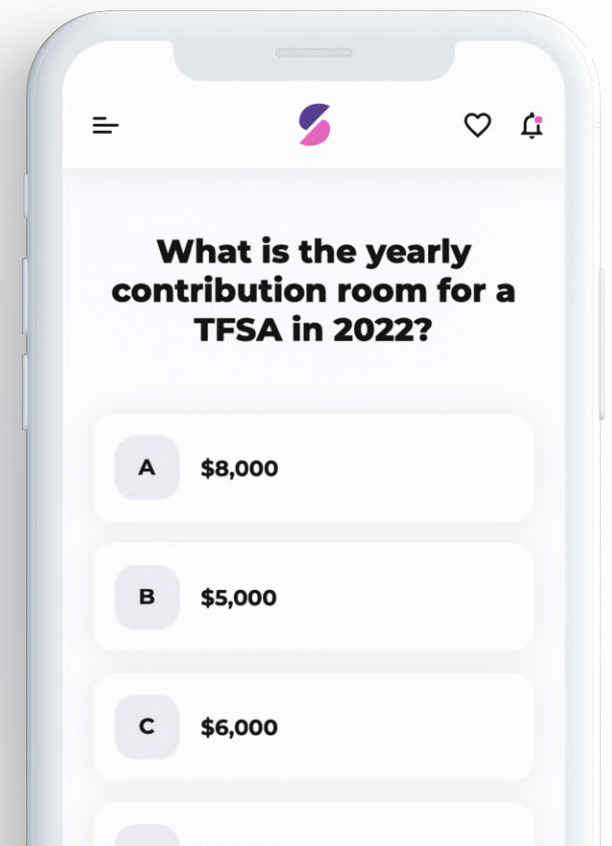 What is the yearly
contribution room for a
TFSA in 2022?
A $8,000
B $5,000
C $6,000